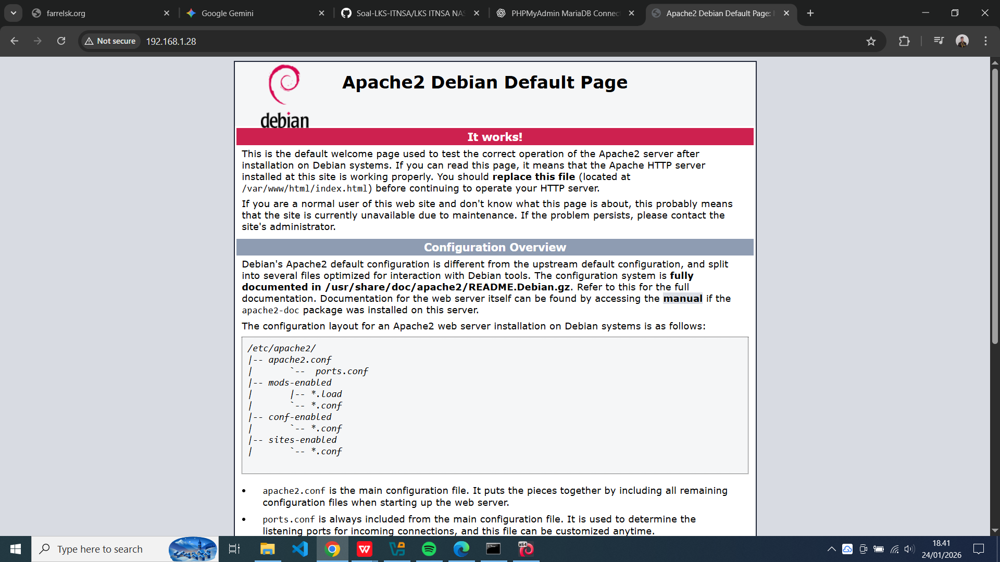 farrelsk.org
Google Gemini
Soal-LKS-ITNSA/LKS ITNSA NAS
PHPMyAdmin MariaDB Connec
Apache2 Debian Default Page:
Not secure
192.168.1.28
debian
Apache2 Debian Default Page
It works!
This is the default welcome page used to test the correct operation of the Apache2 server after
installation on Debian systems. If you can read this page, it means that the Apache HTTP server
installed at this site is working properly. You should replace this file (located at
/var/www/html/index.html) before continuing to operate your HTTP server.
If you are a normal user of this web site and don't know what this page is about, this probably means
that the site is currently unavailable due to maintenance. If the problem persists, please contact the
site's administrator.
Configuration Overview
Debian's Apache2 default configuration is different from the upstream default configuration, and split
into several files optimized for interaction with Debian tools. The configuration system is fully
documented in /usr/share/doc/apache2/README.Debian.gz. Refer to this for the full
documentation. Documentation for the web server itself can be found by accessing the manual if the
apache2-doc package was installed on this server.
The configuration layout for an Apache2 web server installation on Debian systems is as follows:
/etc/apache2/
|-- apache2.conf
|       `--  ports.conf
|-- mods-enabled
|       |-- *.load
|       `-- *.conf
|-- conf-enabled
|       `-- *.conf
|-- sites-enabled
|       `-- *.conf
• apache2.conf is the main configuration file. It puts the pieces together by including all remaining
configuration files when starting up the web server.
• ports.conf is always included from the main configuration file. It is used to determine the
listening ports for incoming connections, and this file can be customized anytime.
Type here to search
x64
18.41
24/01/2026